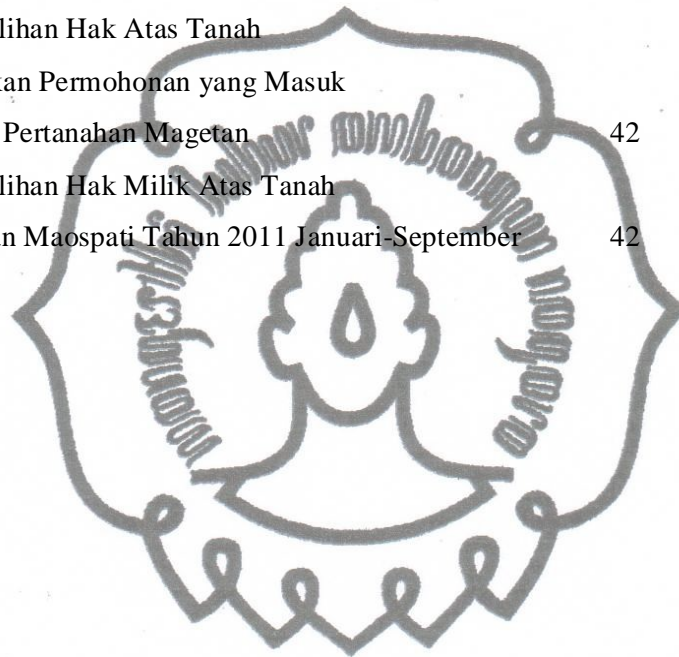 lihan Hak Atas Tanah
kan Permohonan yang Masuk
Pertanahan Magetan 42
lihan Hak Milik Atas Tanah
n Maospati Tahun 2011 Januari-September 42